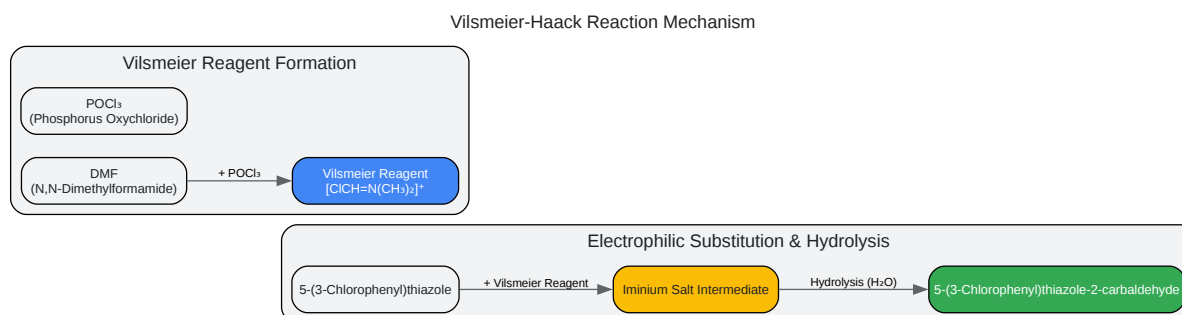 Vilsmeier-Haack Reaction Mechanism
Vilsmeier Reagent Formation
POCl₃
(Phosphorus Oxychloride)
DMF
(N,N-Dimethylformamide)
+ POCl₃
Vilsmeier Reagent
[ClCH=N(CH₃)₂]⁺
Electrophilic Substitution & Hydrolysis
5-(3-Chlorophenyl)thiazole
+ Vilsmeier Reagent
Iminium Salt Intermediate
Hydrolysis (H₂O)
5-(3-Chlorophenyl)thiazole-2-carbaldehyde